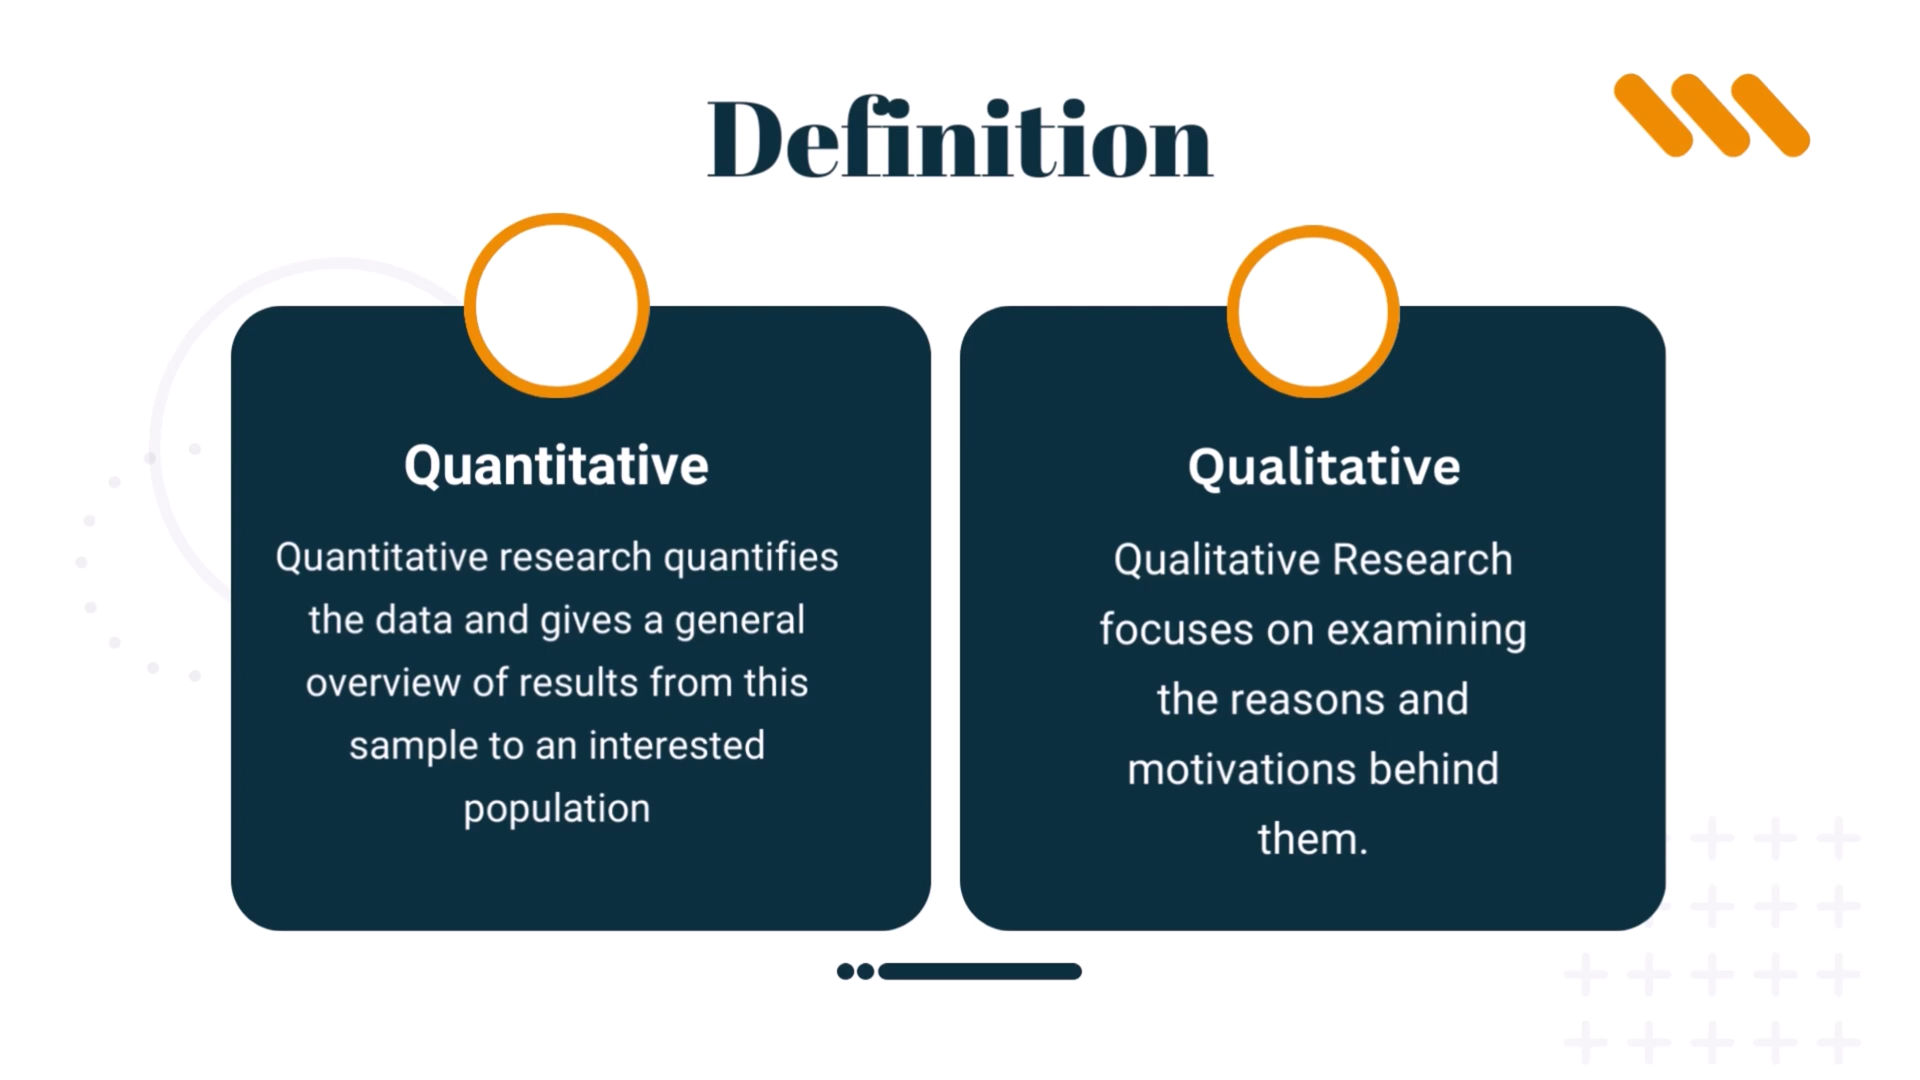 Definition
Quantitative
Quantitative research quantifies
the data and gives a general
overview of results from this
sample to an interested
population
Qualitative
Qualitative Research
focuses on examining
the reasons and
motivations behind
them.